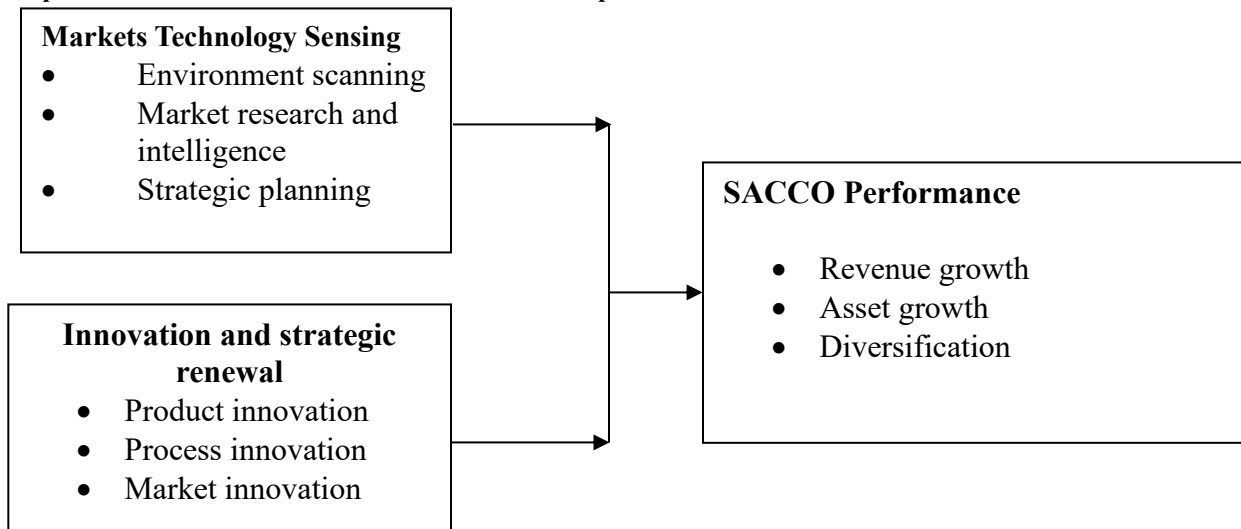 Markets Technology Sensing
• Environment scanning
• Market research and
intelligence
• Strategic planning
SACCO Performance
• Revenue growth
• Asset growth
• Diversification
Innovation and strategic
renewal
• Product innovation
• Process innovation
• Market innovation